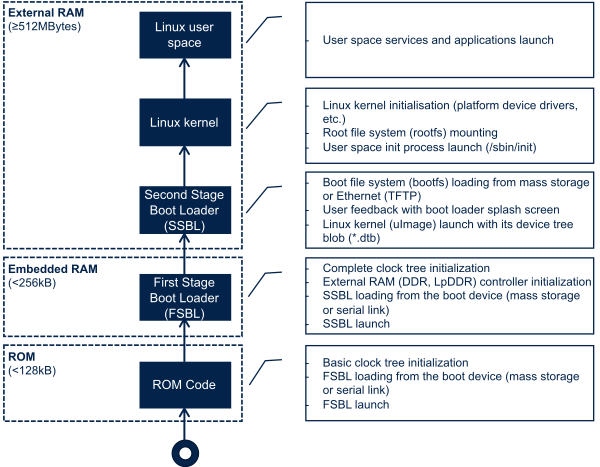 External RAM
(≥512MBytes)
Linux user
space
User space services and applications launch
Linux kernel
Linux kernel initialisation (platform device drivers,
etc.)
Root file system (rootfs) mounting
User space init process launch (/sbin/init)
Second Stage
Boot Loader
(SSBL)
Boot file system (bootfs) loading from mass storage
or Ethernet (TFTP)
User feedback with boot loader splash screen
Linux kernel (uImage) launch with its device tree
blob (*.dtb)
Embedded RAM
(<256kB)
First Stage
Boot Loader
(FSBL)
Complete clock tree initialization
External RAM (DDR, LpDDR) controller initialization
SSBL loading from the boot device (mass storage
or serial link)
SSBL launch
ROM
(<128kB)
ROM Code
Basic clock tree initialization
FSBL loading from the boot device (mass storage
or serial link)
FSBL launch